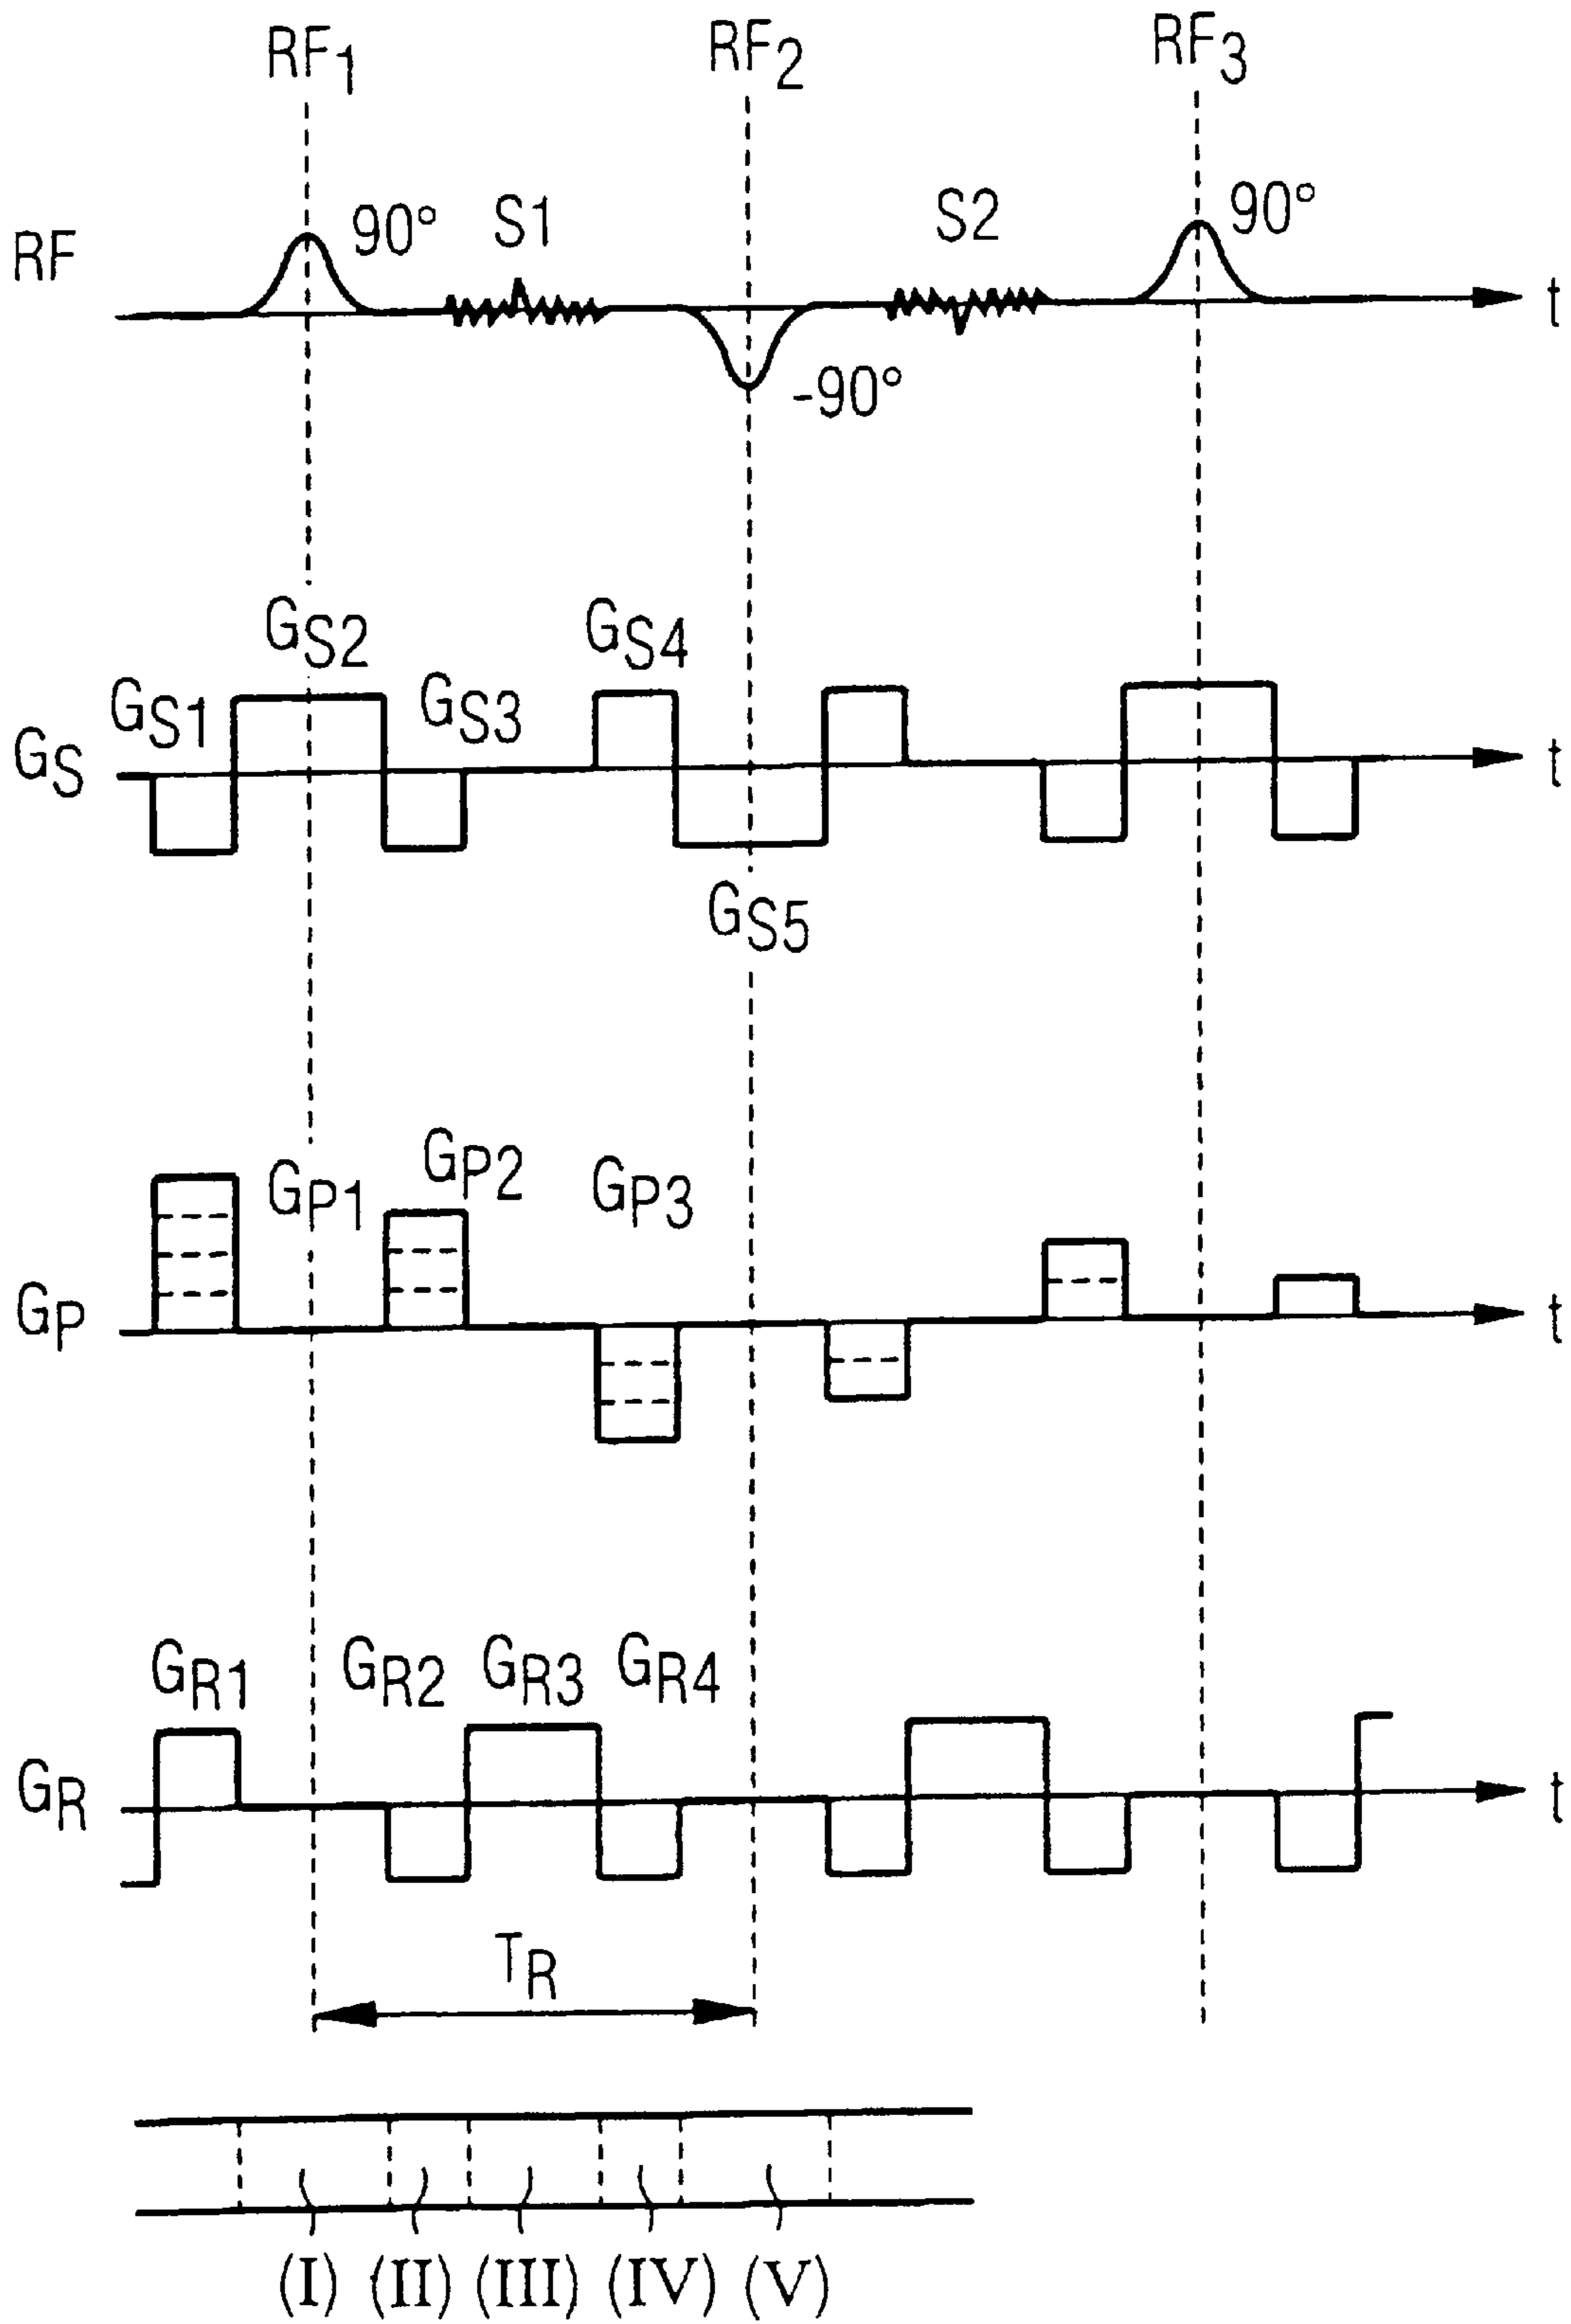 RF1 RF2 RF3
RF 90° S1 -90° S2 90° t
GS GS1 GS2 GS3 GS4 GS5 t
GP GP1 GP2 GP3 t
GR GR1 GR2 GR3 GR4 t
TR
(I) (II) (III) (IV) (V)